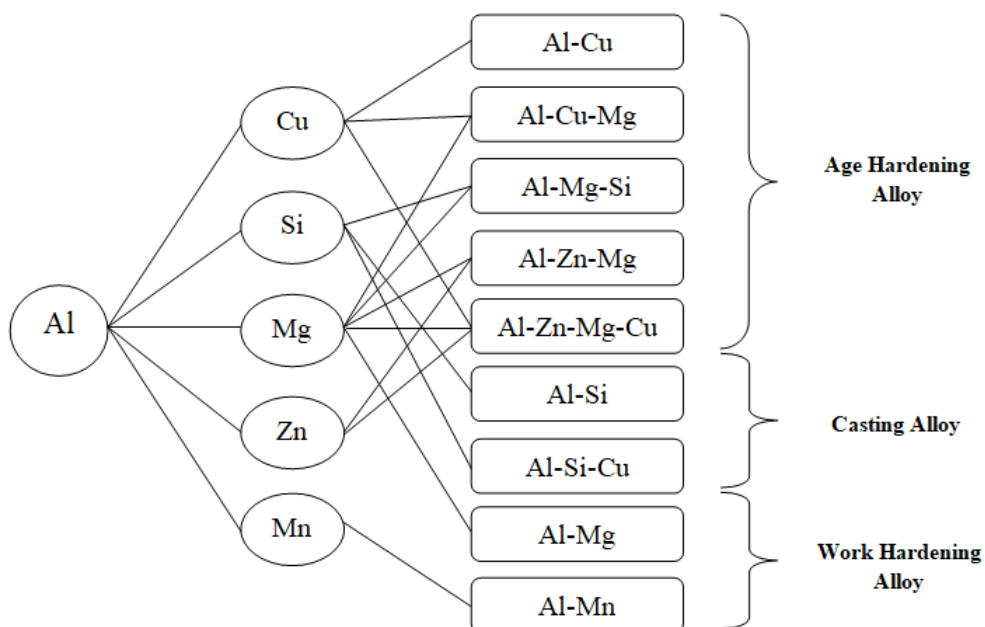 Al
Cu
Si
Mg
Zn
Mn
Al-Cu
Al-Cu-Mg
Al-Mg-Si
Al-Zn-Mg
Al-Zn-Mg-Cu
Al-Si
Al-Si-Cu
Al-Mg
Al-Mn
Age Hardening
Alloy
Casting Alloy
Work Hardening
Alloy